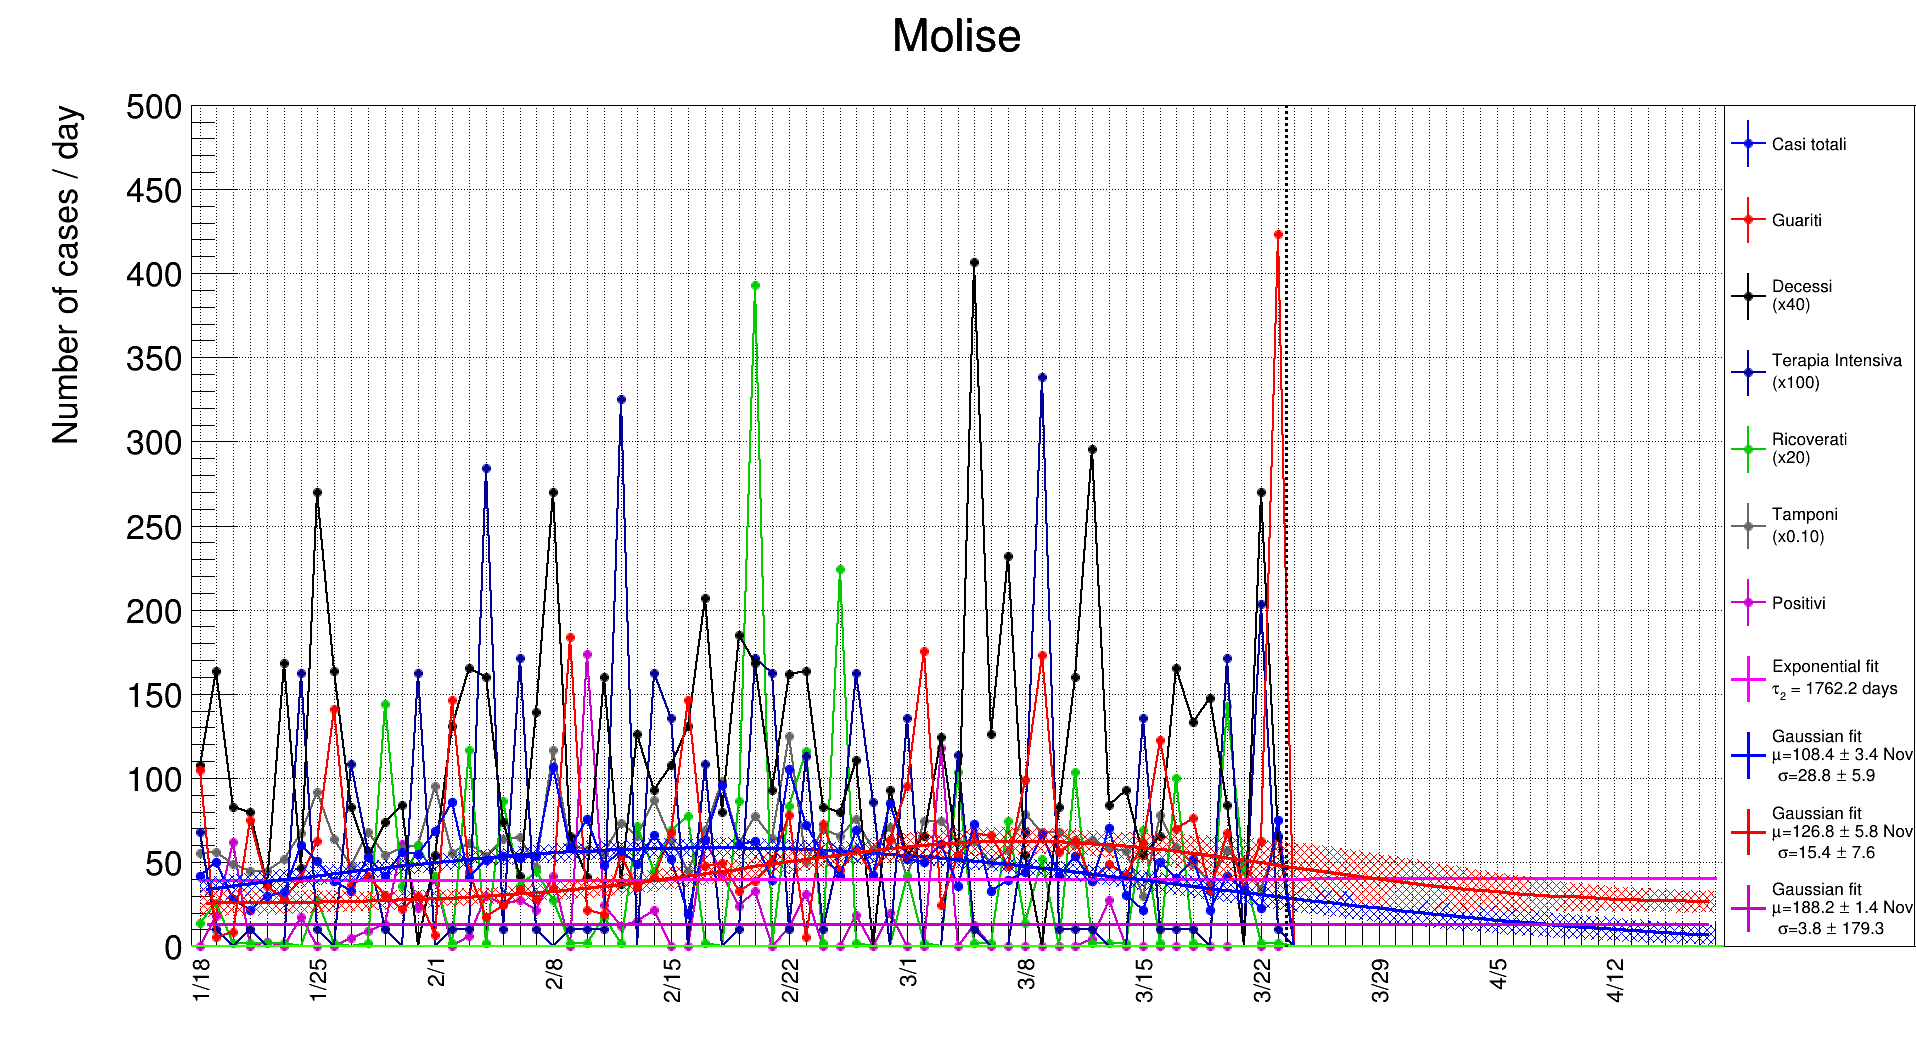 Molise
Number of cases / day
500
450
400
350
300
250
200
150
100
50
0
1/18
1/25
2/1
2/8
2/15
2/22
3/1
3/8
3/15
3/22
3/29
4/5
4/12
Casi totali
Guariti
Decessi
(x40)
Terapia Intensiva
(x100)
Ricoverati
(x20)
Tamponi
(x0.10)
Positivi
Exponential fit
τ2 = 1762.2 days
Gaussian fit
μ=108.4 ± 3.4 Nov
σ=28.8 ± 5.9
Gaussian fit
μ=126.8 ± 5.8 Nov
σ=15.4 ± 7.6
Gaussian fit
μ=188.2 ± 1.4 Nov
σ=3.8 ± 179.3